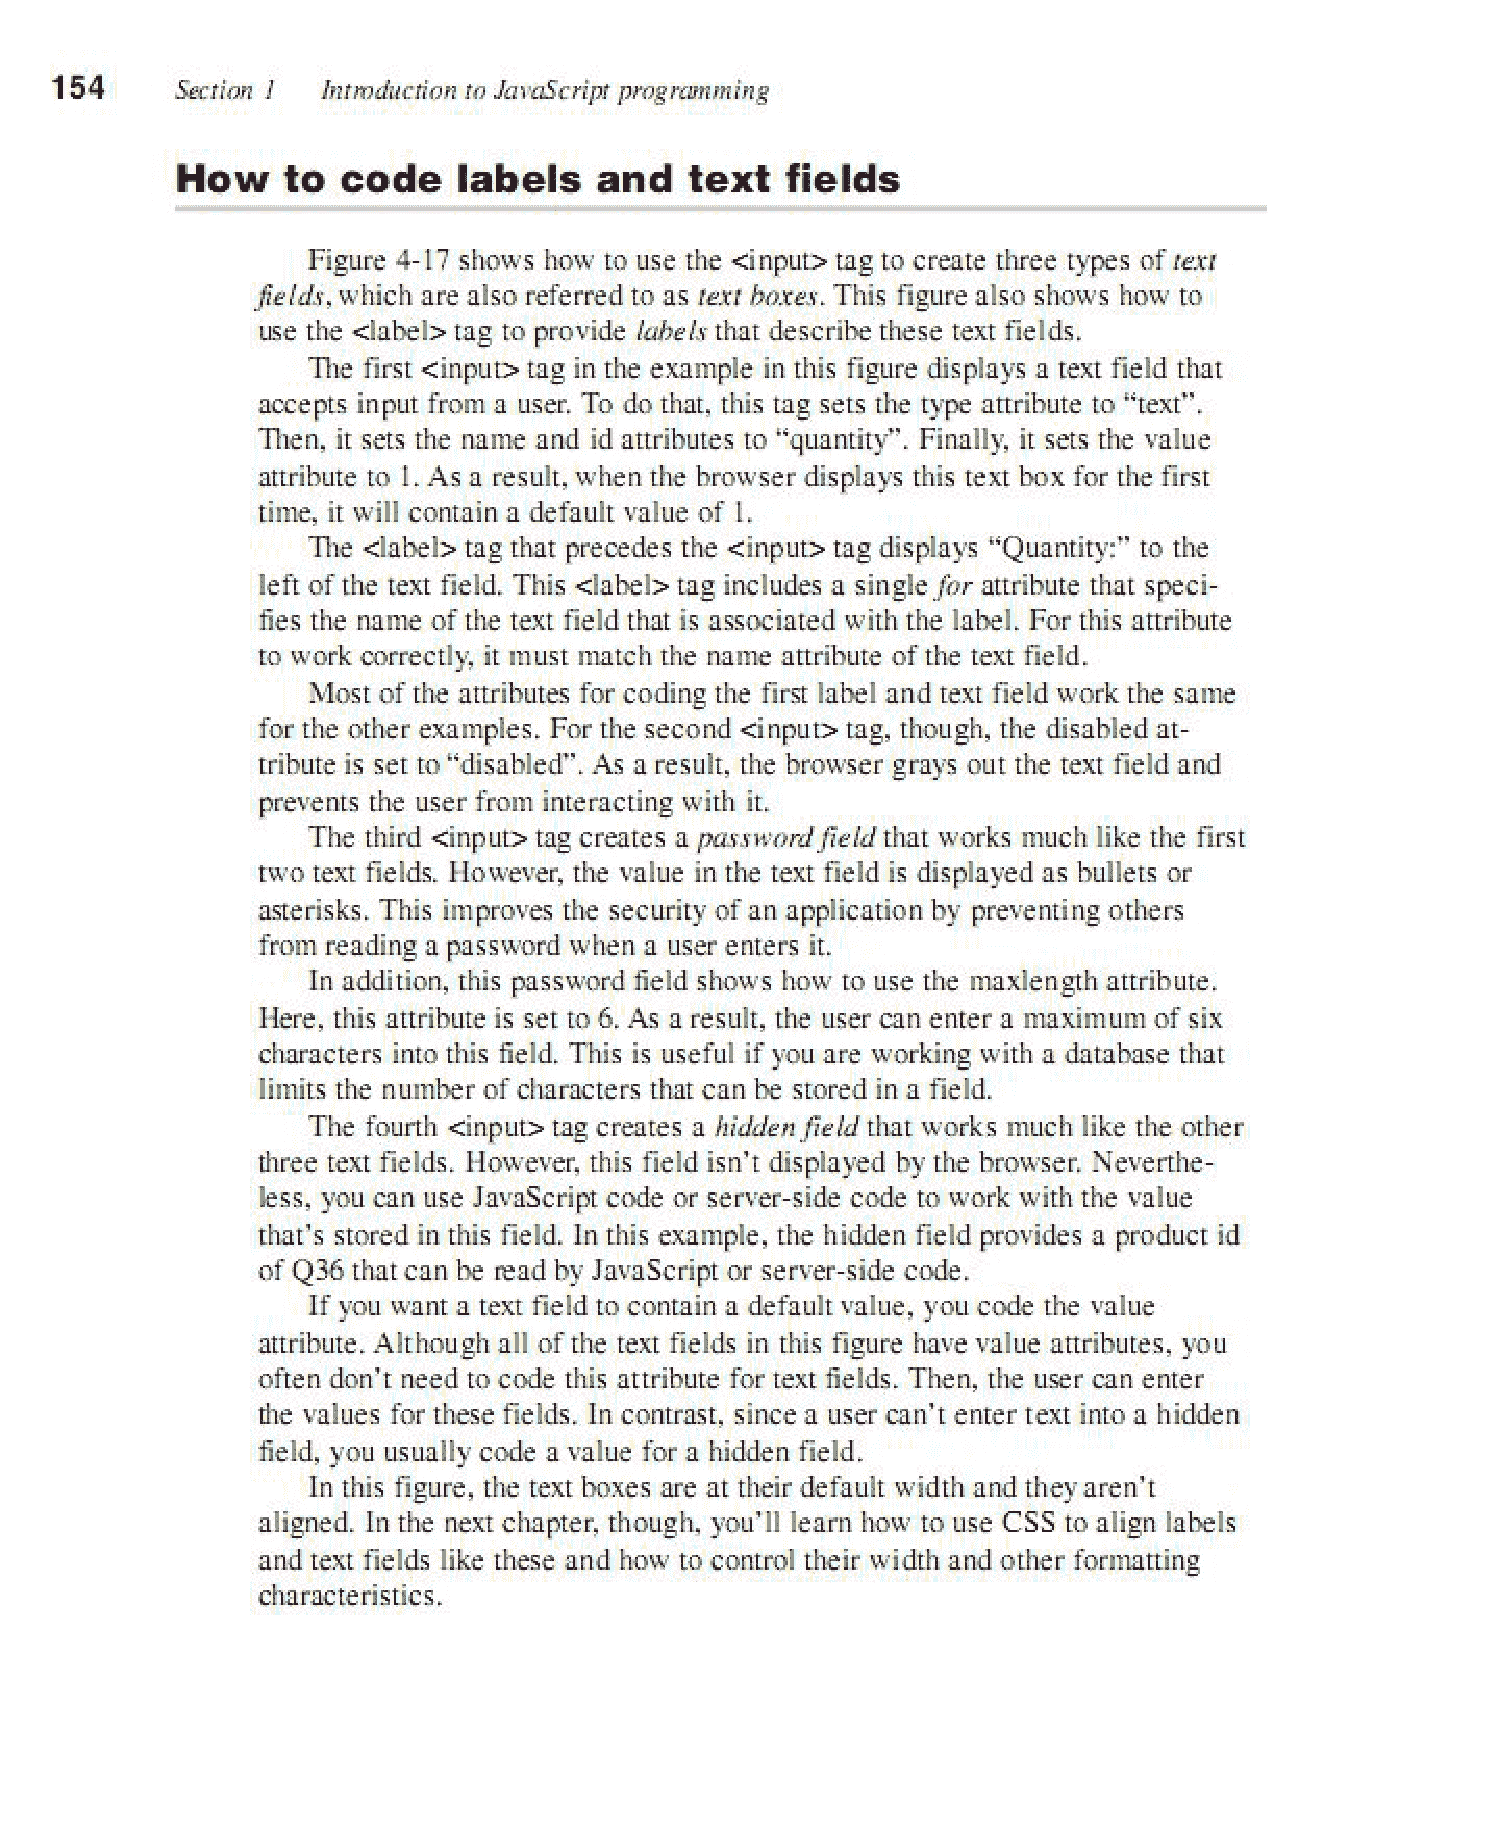 154 Section 1 Introduction to JavaScript programming
How to code labels and text fields
Figure 4-17 shows how to use the <input> tag to create three types of text
fields, which are also referred to as text boxes. This figure also shows how to
use the <label> tag to provide labels that describe these text fields.
The first <input> tag in the example in this figure displays a text field that
accepts input from a user. To do that, this tag sets the type attribute to “text”.
Then, it sets the name and id attributes to “quantity”. Finally, it sets the value
attribute to 1. As a result, when the browser displays this text box for the first
time, it will contain a default value of 1.
The <label> tag that precedes the <input> tag displays “Quantity:” to the
left of the text field. This <label> tag includes a single for attribute that speci-
fies the name of the text field that is associated with the label. For this attribute
to work correctly, it must match the name attribute of the text field.
Most of the attributes for coding the first label and text field work the same
for the other examples. For the second <input> tag, though, the disabled at-
tribute is set to “disabled”. As a result, the browser grays out the text field and
prevents the user from interacting with it.
The third <input> tag creates a password field that works much like the first
two text fields. However, the value in the text field is displayed as bullets or
asterisks. This improves the security of an application by preventing others
from reading a password when a user enters it.
In addition, this password field shows how to use the maxlength attribute.
Here, this attribute is set to 6. As a result, the user can enter a maximum of six
characters into this field. This is useful if you are working with a database that
limits the number of characters that can be stored in a field.
The fourth <input> tag creates a hidden field that works much like the other
three text fields. However, this field isn’t displayed by the browser. Neverthe-
less, you can use JavaScript code or server-side code to work with the value
that’s stored in this field. In this example, the hidden field provides a product id
of Q36 that can be read by JavaScript or server-side code.
If you want a text field to contain a default value, you code the value
attribute. Although all of the text fields in this figure have value attributes, you
often don’t need to code this attribute for text fields. Then, the user can enter
the values for these fields. In contrast, since a user can’t enter text into a hidden
field, you usually code a value for a hidden field.
In this figure, the text boxes are at their default width and they aren’t
aligned. In the next chapter, though, you’ll learn how to use CSS to align labels
and text fields like these and how to control their width and other formatting
characteristics.